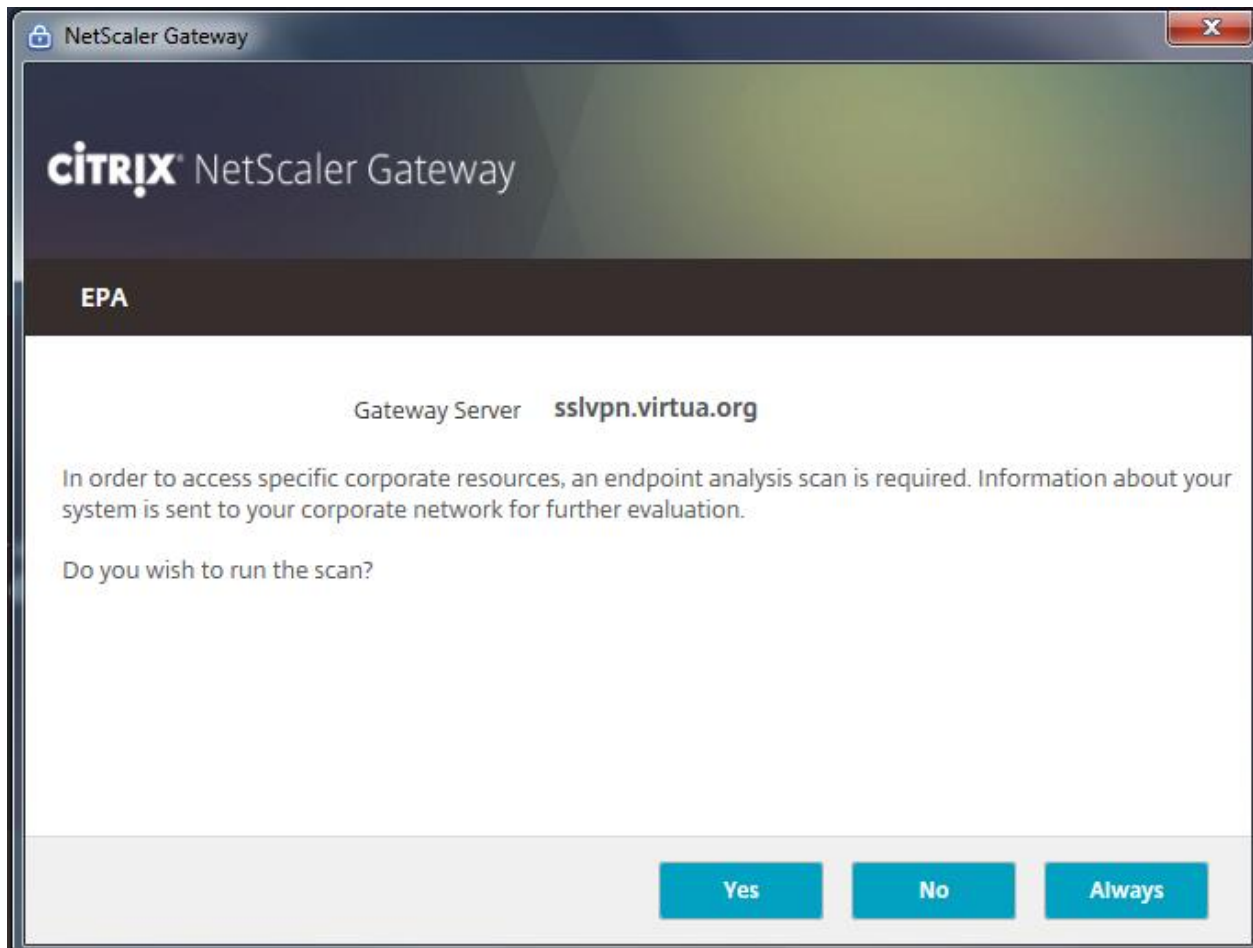 NetScaler Gateway
x
CİTRIX® NetScaler Gateway
EPA
Gateway Server sslvpn.virtua.org
In order to access specific corporate resources, an endpoint analysis scan is required. Information about your
system is sent to your corporate network for further evaluation.
Do you wish to run the scan?
Yes No Always